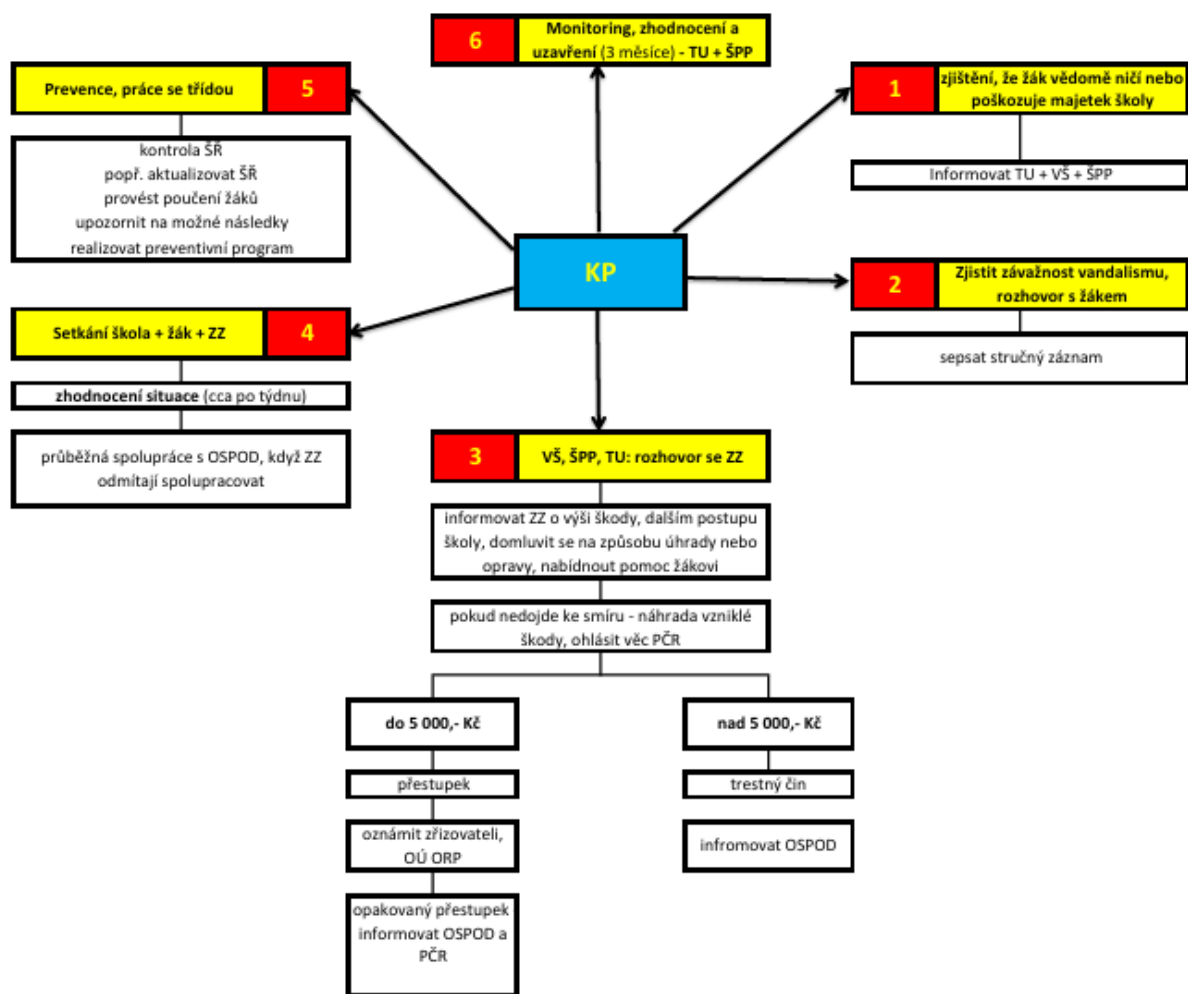 6
Monitoring, zhodnocení a
uzavření (3 měsíce) - TU + ŠPP
Prevence, práce se třídou
5
kontrola ŠŘ
popř. aktualizovat ŠŘ
provést poučení žáků
upozornit na možné následky
realizovat preventivní program
1
zjištění, že žák vědomě ničí nebo
poškozuje majetek školy
Informovat TU + VŠ + ŠPP
KP
2
Zjistit závažnost vandalismu,
rozhovor s žákem
sepsat stručný záznam
Setkání škola + žák + ZZ
4
zhodnocení situace (cca po týdnu)
průběžná spolupráce s OSPOD, když ZZ
odmítají spolupracovat
3
VŠ, ŠPP, TU: rozhovor se ZZ
informovat ZZ o výši škody, dalším postupu
školy, domluvit se na způsobu úhrady nebo
opravy, nabídnout pomoc žákovi
pokud nedojde ke smíru - náhrada vzniklé
škody, ohlásit věc PČR
do 5 000,- Kč
přestupek
oznámit zřizovateli,
OÚ ORP
opakovaný přestupek
informovat OSPOD a
PČR
nad 5 000,- Kč
trestný čin
infromovat OSPOD